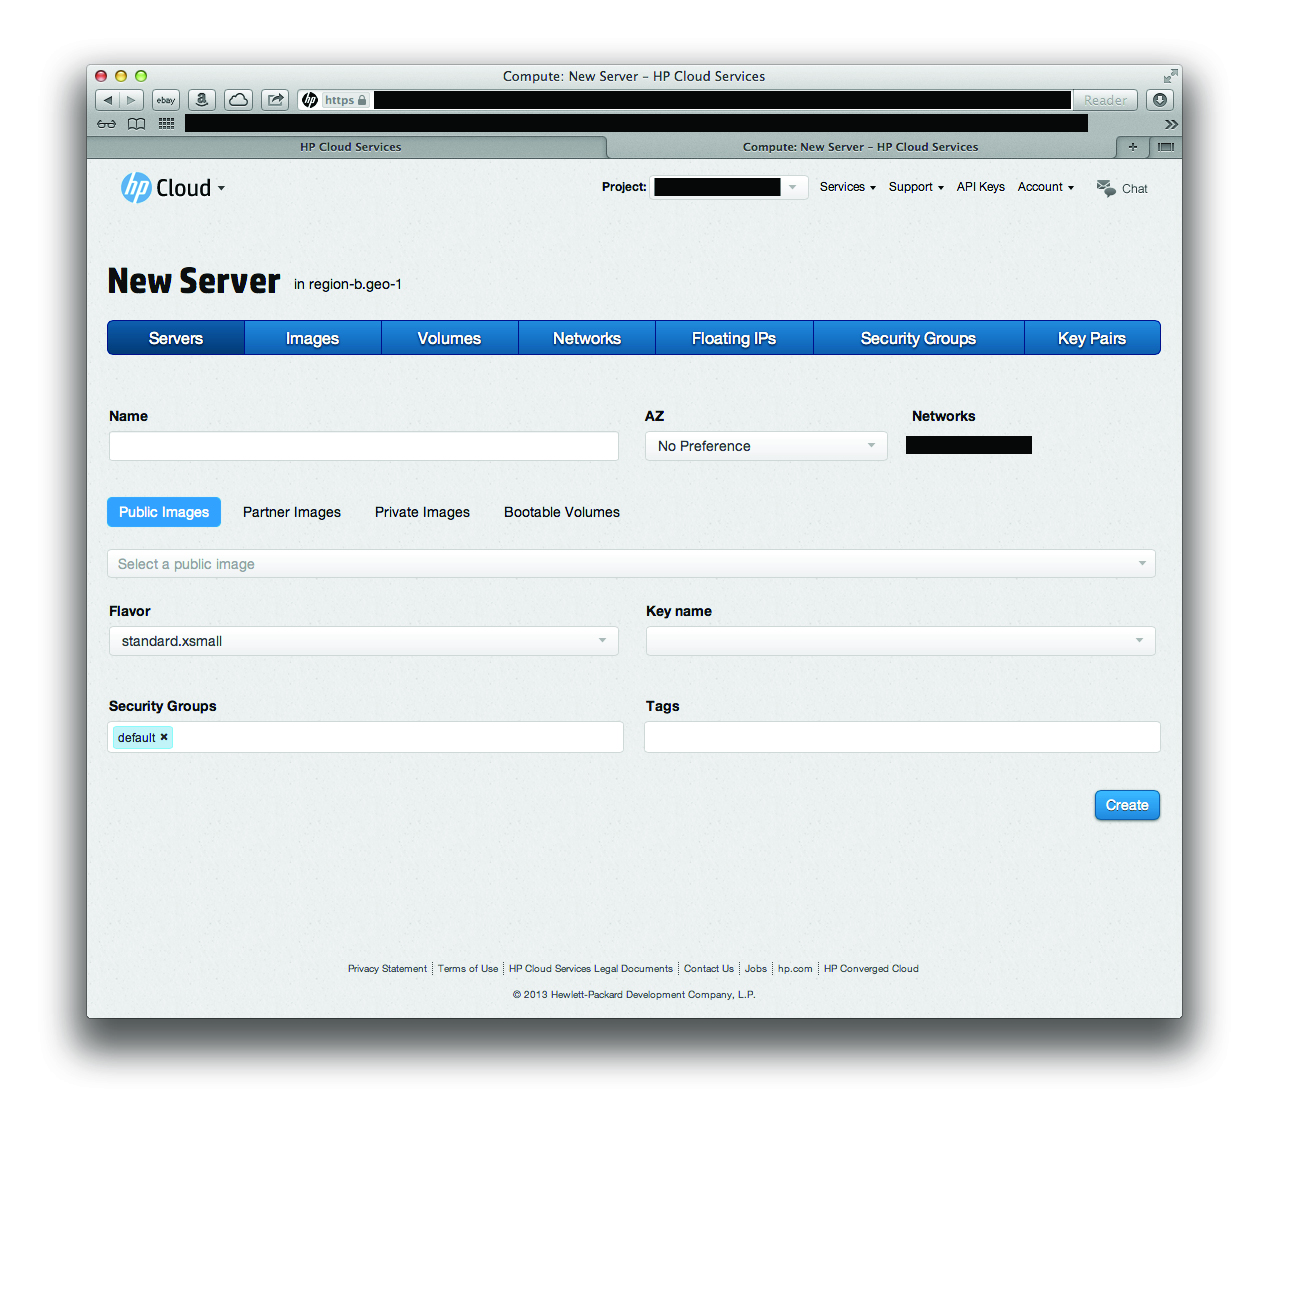 Compute: New Server – HP Cloud Services
ebay
a
hp
https
Reader
HP Cloud Services
Compute: New Server – HP Cloud Services
hp Cloud
Project:
Services
Support
API Keys
Account
Chat
New Server in region-b.geo-1
Servers
Images
Volumes
Networks
Floating IPs
Security Groups
Key Pairs
Name
AZ
Networks
No Preference
Public Images
Partner Images
Private Images
Bootable Volumes
Select a public image
Flavor
Key name
standard.xsmall
Security Groups
Tags
default
Create
Privacy Statement
Terms of Use
HP Cloud Services Legal Documents
Contact Us
Jobs
hp.com
HP Converged Cloud
© 2013 Hewlett-Packard Development Company, L.P.